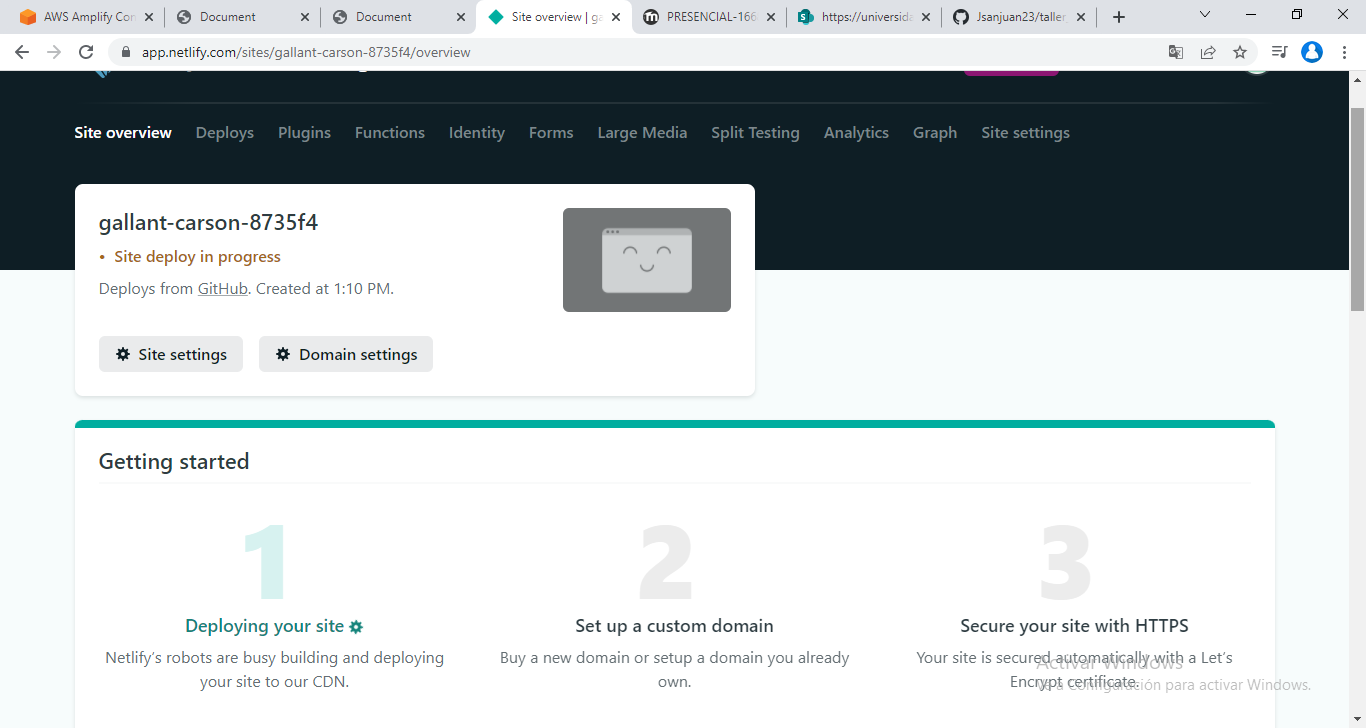 AWS Amplify Con
Document
Document
Site overview | ga
PRESENCIAL-166
https://universida
Jsanjuan23/taller
app.netlify.com/sites/gallant-carson-8735f4/overview
Site overview Deploys Plugins Functions Identity Forms Large Media Split Testing Analytics Graph Site settings
gallant-carson-8735f4
• Site deploy in progress
Deploys from GitHub. Created at 1:10 PM.
Site settings
Domain settings
Getting started
1
Deploying your site
Netlify’s robots are busy building and deploying
your site to our CDN.
2
Set up a custom domain
Buy a new domain or setup a domain you already
own.
3
Secure your site with HTTPS
Your site is secured automatically with a Let’s
Encrypt certificate.
Activar Windows
Ve a Configuración para activar Windows.